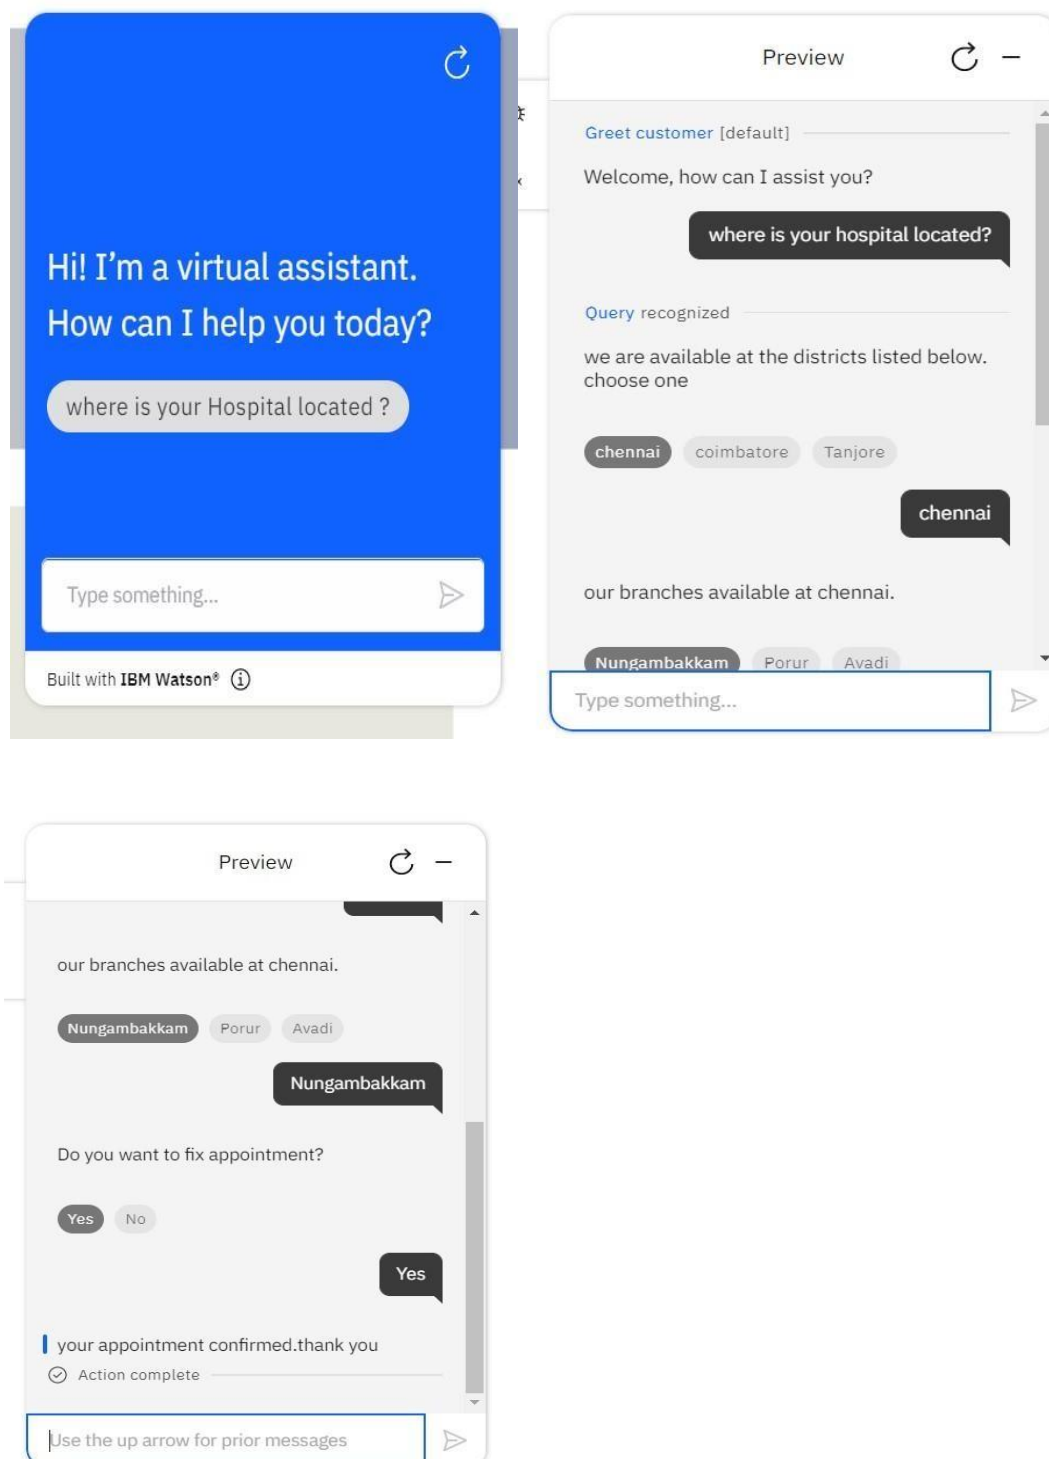 Hi! I'm a virtual assistant.
How can I help you today?
where is your Hospital located ?
Type something...
Built with IBM Watson®
Preview
Greet customer [default]
Welcome, how can I assist you?
where is your hospital located?
Query recognized
we are available at the districts listed below.
choose one
chennai coimbatore Tanjore
chennai
our branches available at chennai.
Nungambakkam Porur Avadi
Type something...
Preview
our branches available at chennai.
Nungambakkam Porur Avadi
Nungambakkam
Do you want to fix appointment?
Yes No
Yes
your appointment confirmed.thank you
Action complete
Use the up arrow for prior messages